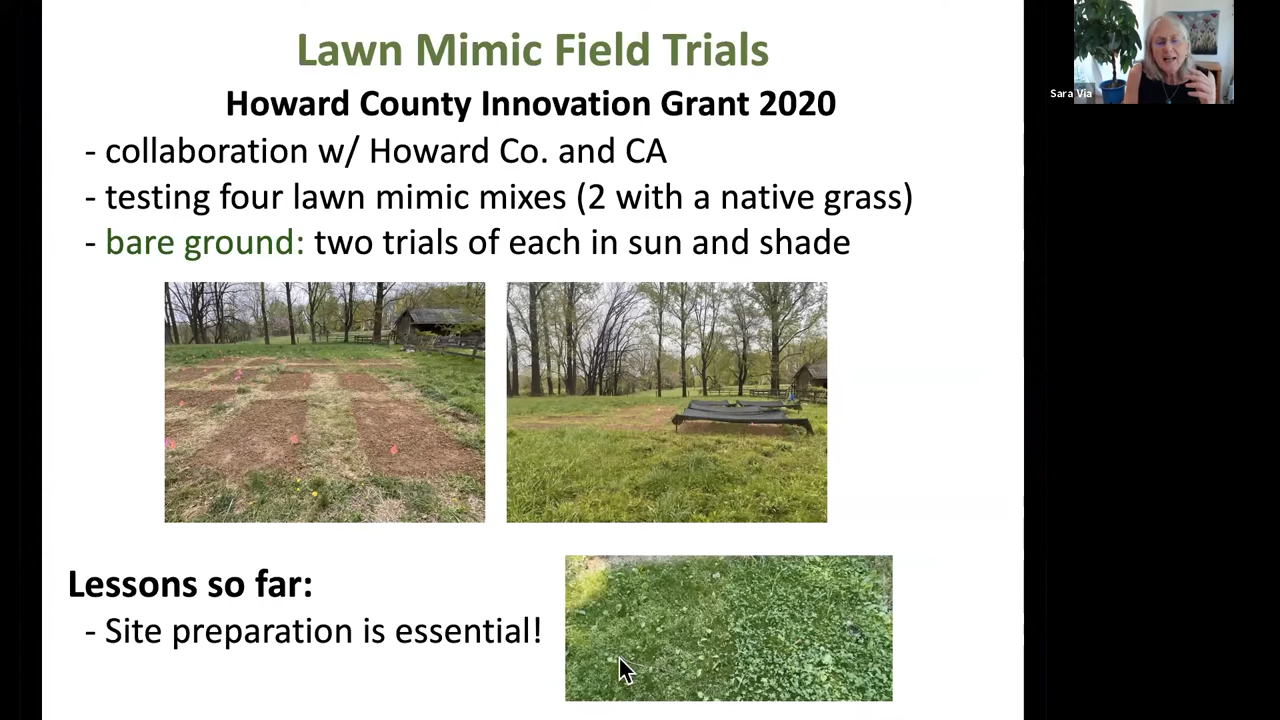 Lawn Mimic Field Trials
Howard County Innovation Grant 2020
- collaboration w/ Howard Co. and CA
- testing four lawn mimic mixes (2 with a native grass)
- bare ground: two trials of each in sun and shade
Lessons so far:
- Site preparation is essential!
Sara Via